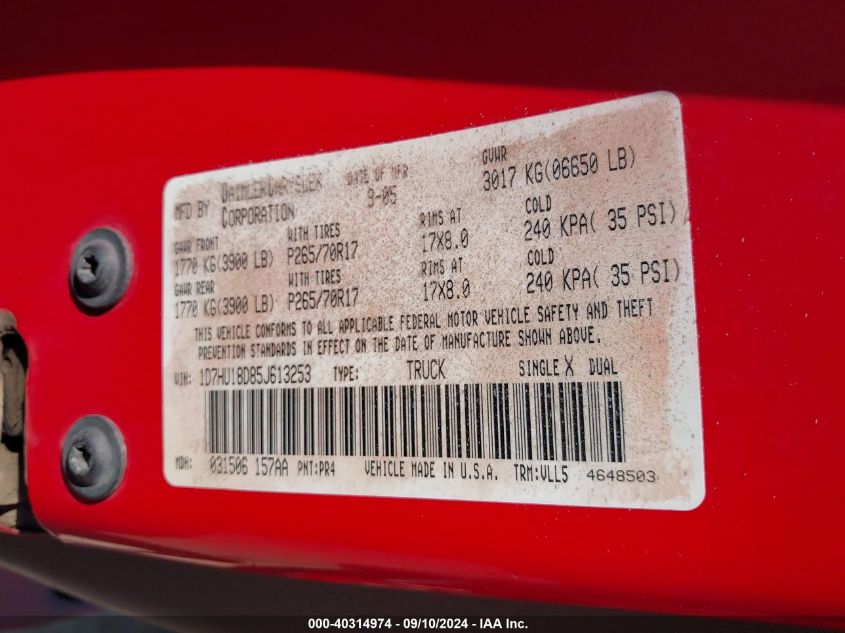 MFD BY DAIMLERCHRYSLER CORPORATION DATE OF MFR 3-05 GVWR 3017 KG(06650 LB)
GAWR FRONT WITH TIRES RIMS AT COLD
1770 KG(3900 LB) P265/70R17 17X8.0 240 KPA( 35 PSI)
GAWR REAR WITH TIRES RIMS AT COLD
1770 KG(3900 LB) P265/70R17 17X8.0 240 KPA( 35 PSI)
THIS VEHICLE CONFORMS TO ALL APPLICABLE FEDERAL MOTOR VEHICLE SAFETY AND THEFT
PREVENTION STANDARDS IN EFFECT ON THE DATE OF MANUFACTURE SHOWN ABOVE.
VIN: 1D7HU18D85J613253 TYPE: TRUCK SINGLE X DUAL
MDH: 031506 157AA PNT:PR4 VEHICLE MADE IN U.S.A. TRM:VLL5 4648503
000-40314974 - 09/10/2024 - IAA Inc.